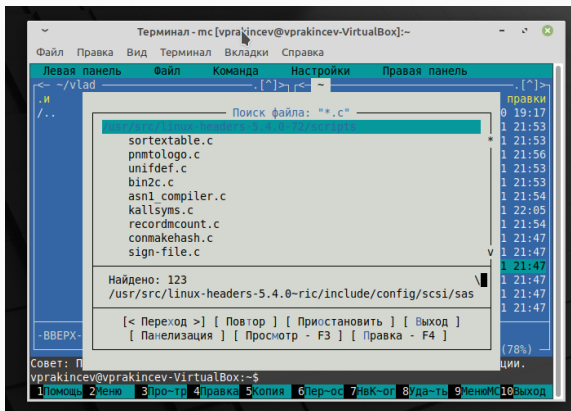 Терминал - mc [vprakincev@vprakincev-VirtualBox]:~
Файл Правка Вид Терминал Вкладки Справка
Левая панель Файл Команда Настройки Правая панель
<— ~/vlad .[^]> <— ~ .[^]>
.и правки
/.. 0 19:17
Поиск файла: "*.c"
/usr/src/linux-headers-5.4.0-72/scripts 1 21:53
sortextable.c * 1 21:53
pnmtologo.c 1 21:56
unifdef.c 1 21:53
bin2c.c 1 21:53
asn1_compiler.c 1 21:54
kallsyms.c 1 22:05
recordmcount.c 1 21:54
conmakehash.c 1 21:47
sign-file.c v 1 21:47
1 21:47
Найдено: 123 \ 1 21:47
/usr/src/linux-headers-5.4.0~ric/include/config/scsi/sas 1 21:47
1 21:47
[< Переход >] [ Повтор ] [ Приостановить ] [ Выход ]
-ВВЕРХ- [ Панелизация ] [ Просмотр - F3 ] [ Правка - F4 ]
(78%)
Совет: П ции.
vprakincev@vprakincev-VirtualBox:~$
1Помощь 2Меню 3Про~тр 4Правка 5Копия 6Пер~ос 7НвК~ог 8Уда~ть 9МенюMC 10Выход